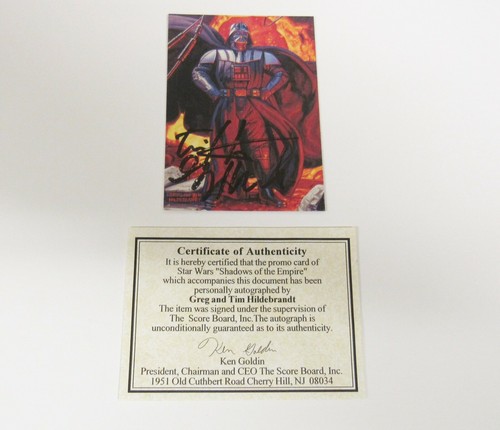 Certificate of Authenticity
It is hereby certified that the promo card of
Star Wars "Shadows of the Empire"
which accompanies this document has been
personally autographed by
Greg and Tim Hildebrandt
The item was signed under the supervision of
The Score Board, Inc.The autograph is
unconditionally guaranteed as to its authenticity.
Ken Goldin
Ken Goldin
President, Chairman and CEO The Score Board, Inc.
1951 Old Cuthbert Road Cherry Hill, NJ 08034